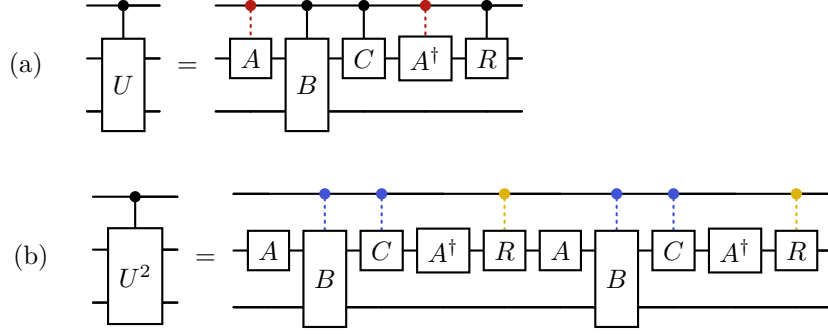 (a) U = A B C A† R
(b) U² = A B C A† R A B C A† R